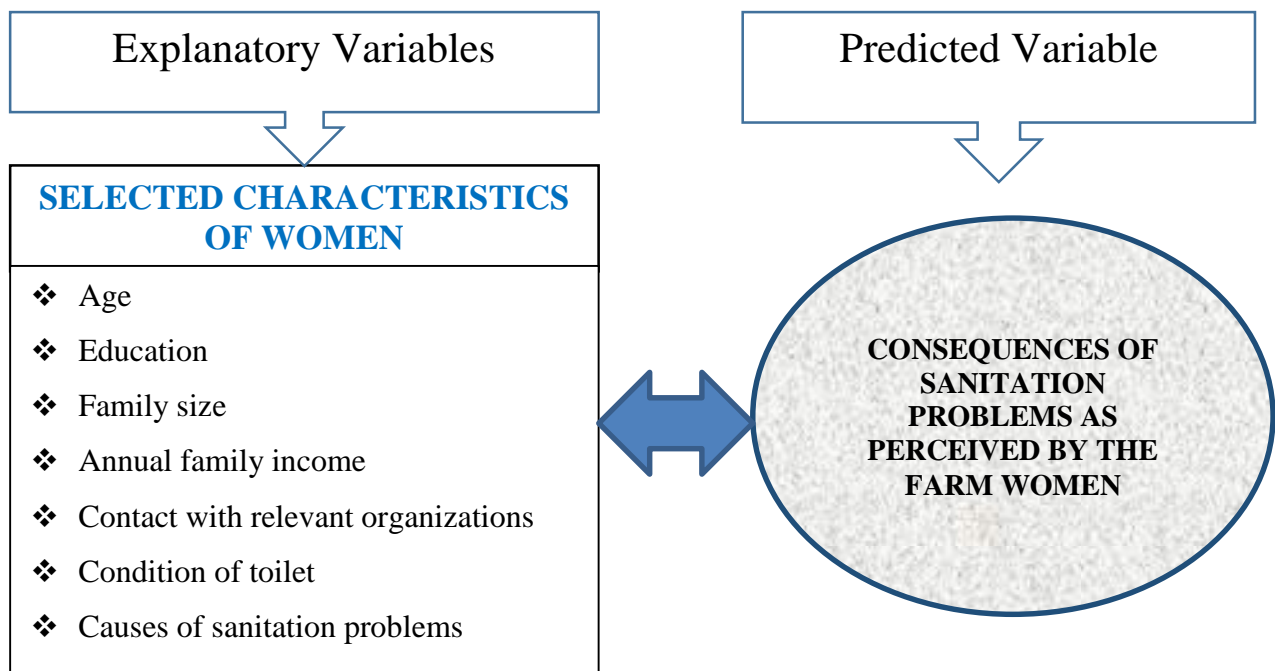 Explanatory Variables
Predicted Variable
SELECTED CHARACTERISTICS
OF WOMEN
❖ Age
❖ Education
❖ Family size
❖ Annual family income
❖ Contact with relevant organizations
❖ Condition of toilet
❖ Causes of sanitation problems
CONSEQUENCES OF
SANITATION
PROBLEMS AS
PERCEIVED BY THE
FARM WOMEN